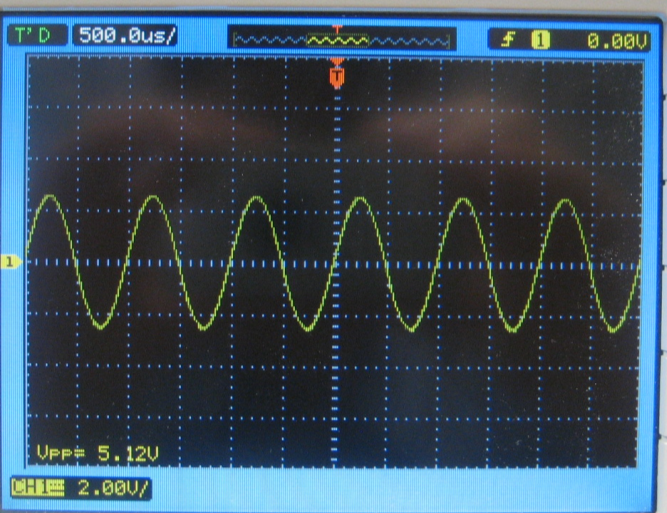 T'D 500.0us/ T 1 0.00V
T
1
Vpp= 5.12V
CH1 2.00V/